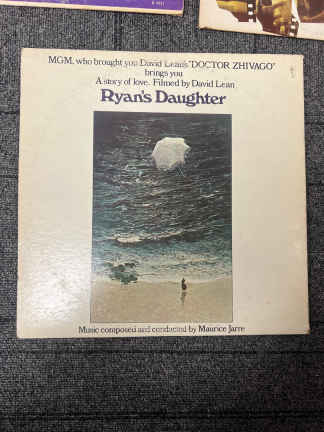 MGM, who brought you David Lean's "DOCTOR ZHIVAGO"
brings you
A story of love. Filmed by David Lean
Ryan's Daughter
Music composed and conducted by Maurice Jarre